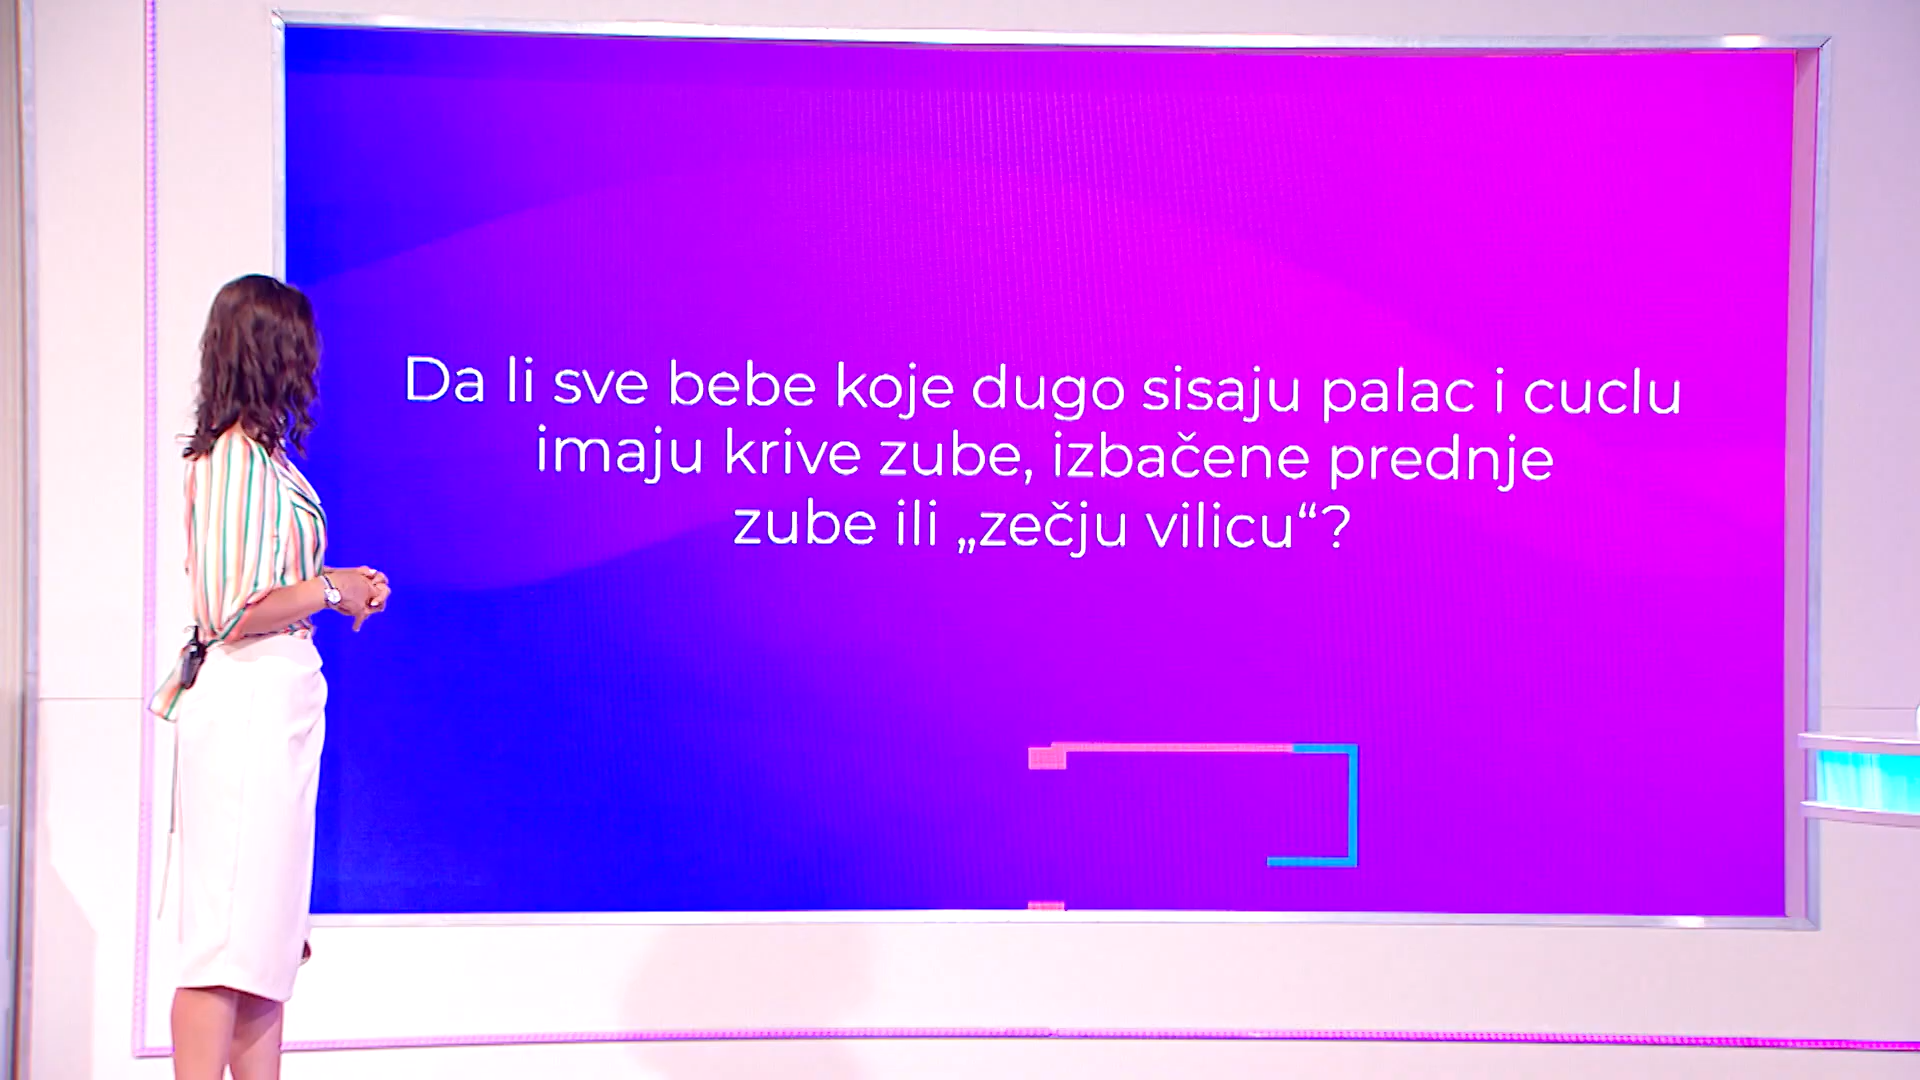 Da li sve bebe koje dugo sisaju palac i cuclu
imaju krive zube, izbačene prednje
zube ili „zečju vilicu“?